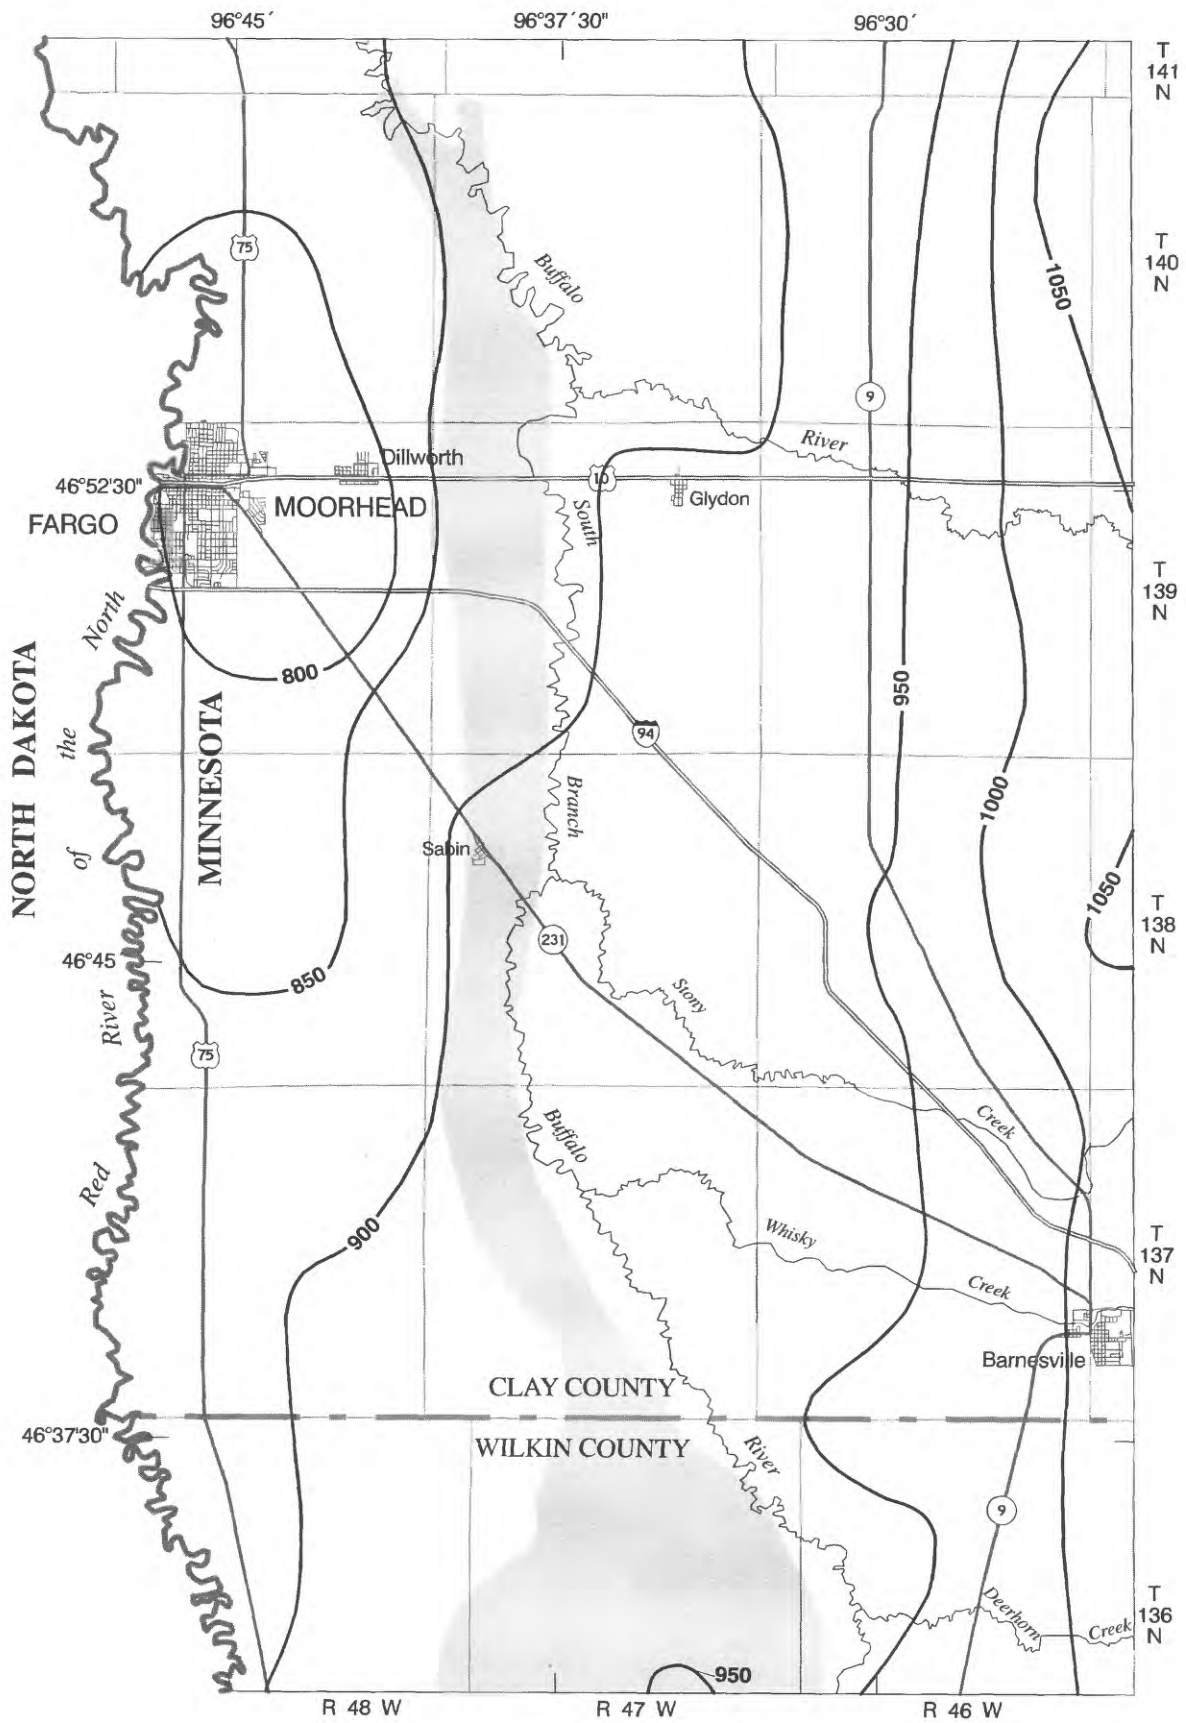 96°45′
96°37′30"
96°30′
T
141
N
T
140
N
Buffalo
75
1050
9
River
Dillworth
46°52'30"
MOORHEAD
10
Glydon
FARGO
South
T
139
N
North
800
950
NORTH DAKOTA
MINNESOTA
the
94
Branch
1000
Sabin
of
1050
T
138
N
231
46°45
850
River
Stony
75
Creek
Buffalo
Red
900
Whisky
T
137
N
Creek
Barnesville
CLAY COUNTY
46°37'30"
WILKIN COUNTY
River
9
Deerhorn
Creek
T
136
N
950
R 48 W
R 47 W
R 46 W